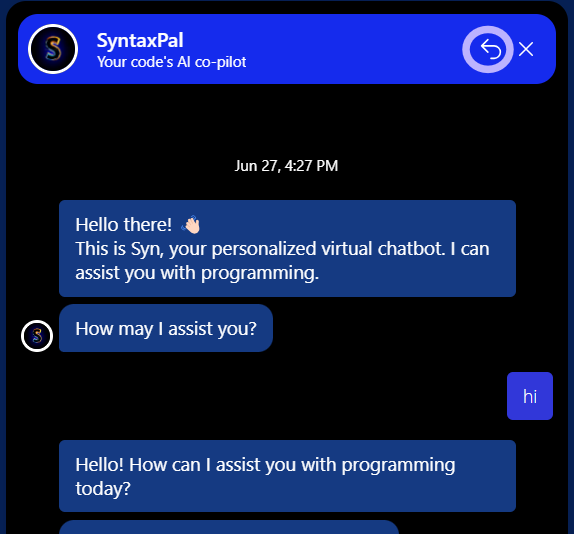 SyntaxPal
Your code's AI co-pilot
Jun 27, 4:27 PM
Hello there! 👋🏻
This is Syn, your personalized virtual chatbot. I can
assist you with programming.
How may I assist you?
hi
Hello! How can I assist you with programming
today?